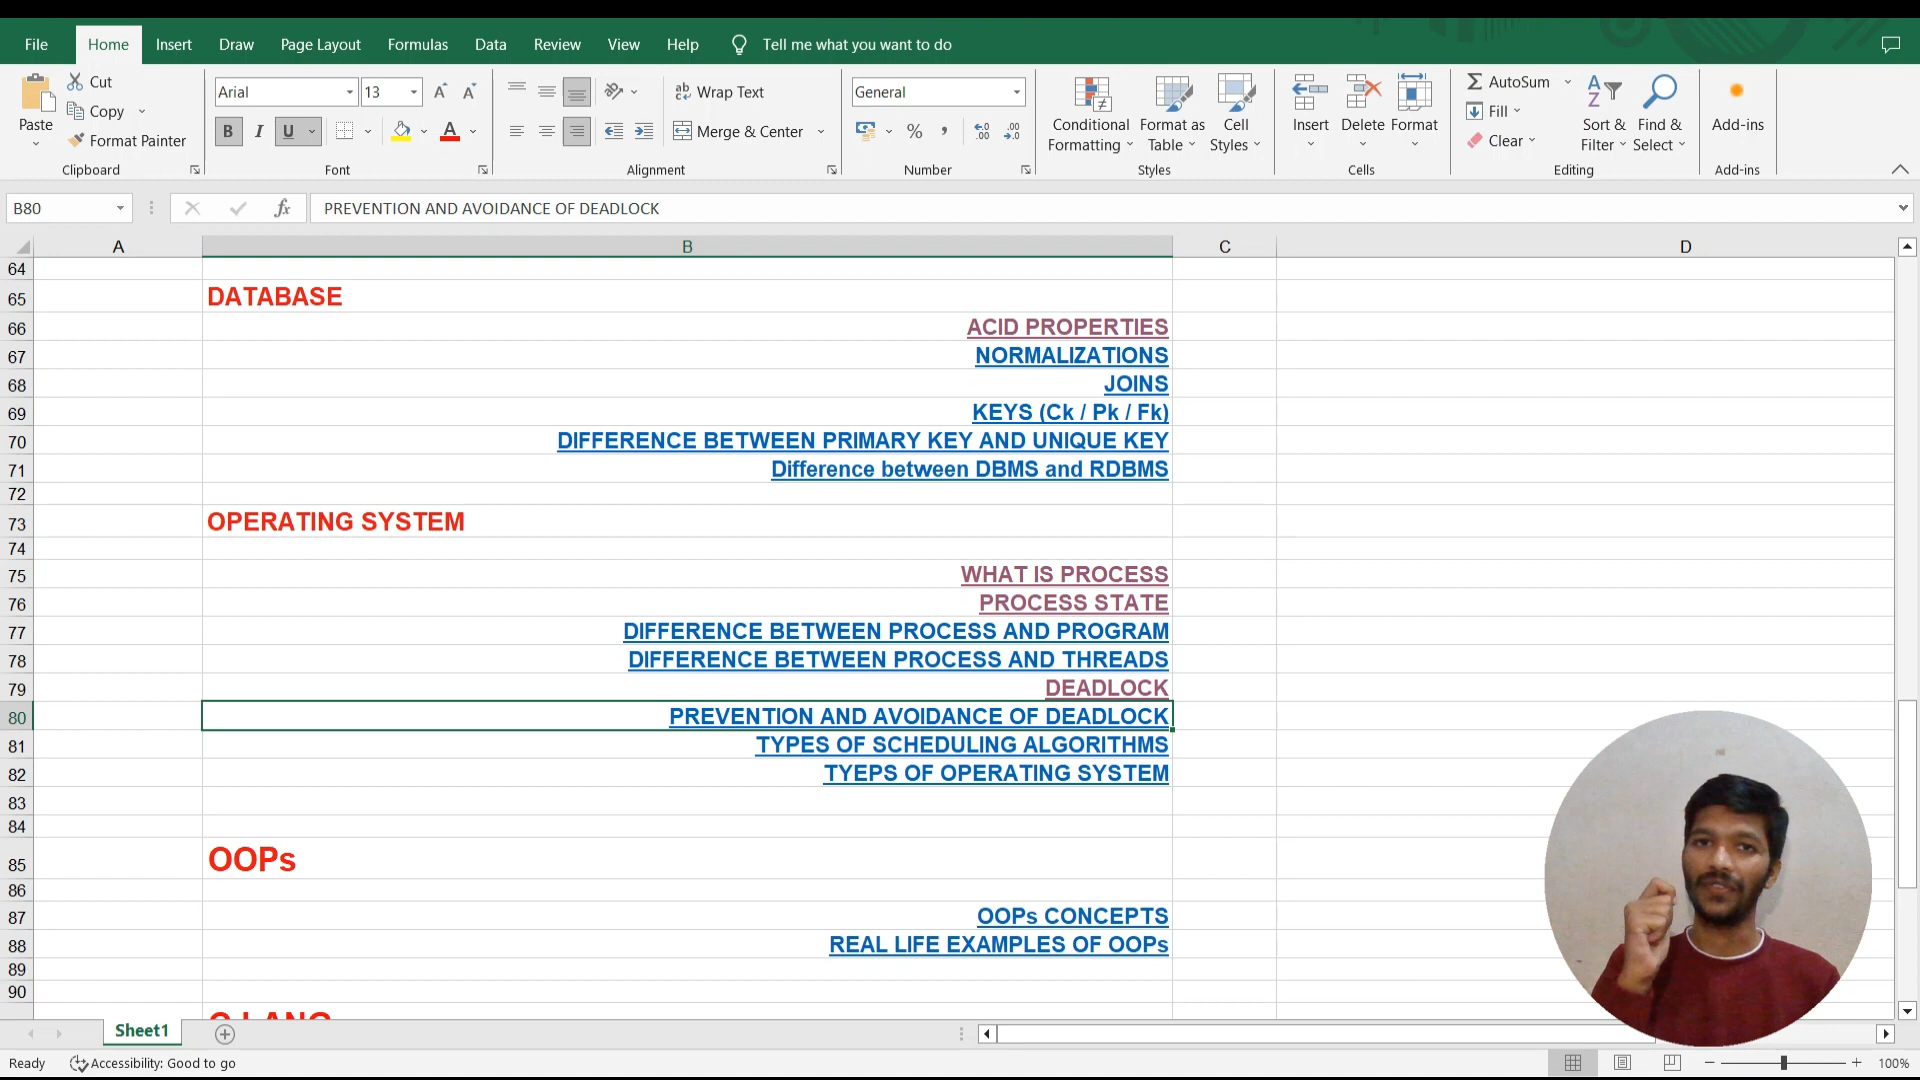 File Home Insert Draw Page Layout Formulas Data Review View Help Tell me what you want to do
Paste
Cut
Copy
Format Painter
Clipboard
Arial 13
B I U
Font
Wrap Text
Merge & Center
Alignment
General
Number
Conditional Formatting
Format as Table
Cell Styles
Styles
Insert Delete Format
Cells
AutoSum
Fill
Clear
Sort & Filter
Find & Select
Editing
Add-ins
Add-ins
B80 fx PREVENTION AND AVOIDANCE OF DEADLOCK
A B C D
64
65 DATABASE
66 ACID PROPERTIES
67 NORMALIZATIONS
68 JOINS
69 KEYS (Ck / Pk / Fk)
70 DIFFERENCE BETWEEN PRIMARY KEY AND UNIQUE KEY
71 Difference between DBMS and RDBMS
72
73 OPERATING SYSTEM
74
75 WHAT IS PROCESS
76 PROCESS STATE
77 DIFFERENCE BETWEEN PROCESS AND PROGRAM
78 DIFFERENCE BETWEEN PROCESS AND THREADS
79 DEADLOCK
80 PREVENTION AND AVOIDANCE OF DEADLOCK
81 TYPES OF SCHEDULING ALGORITHMS
82 TYEPS OF OPERATING SYSTEM
83
84
85 OOPs
86
87 OOPs CONCEPTS
88 REAL LIFE EXAMPLES OF OOPs
89
90
Sheet1
Ready Accessibility: Good to go 100%